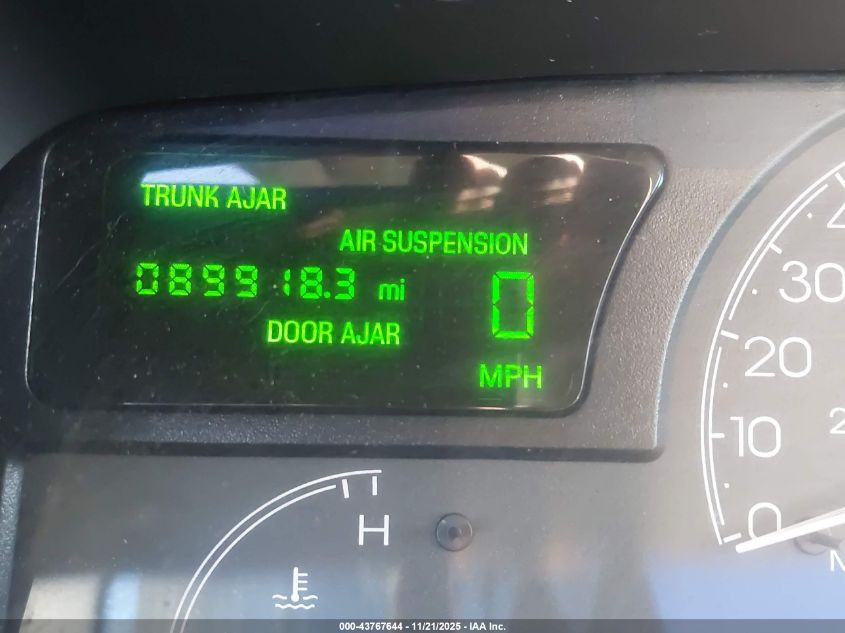 TRUNK AJAR
AIR SUSPENSION
089918.3 mi
0
DOOR AJAR
MPH
30
20
10
0
H
000-43767644 - 11/21/2025 - IAA Inc.